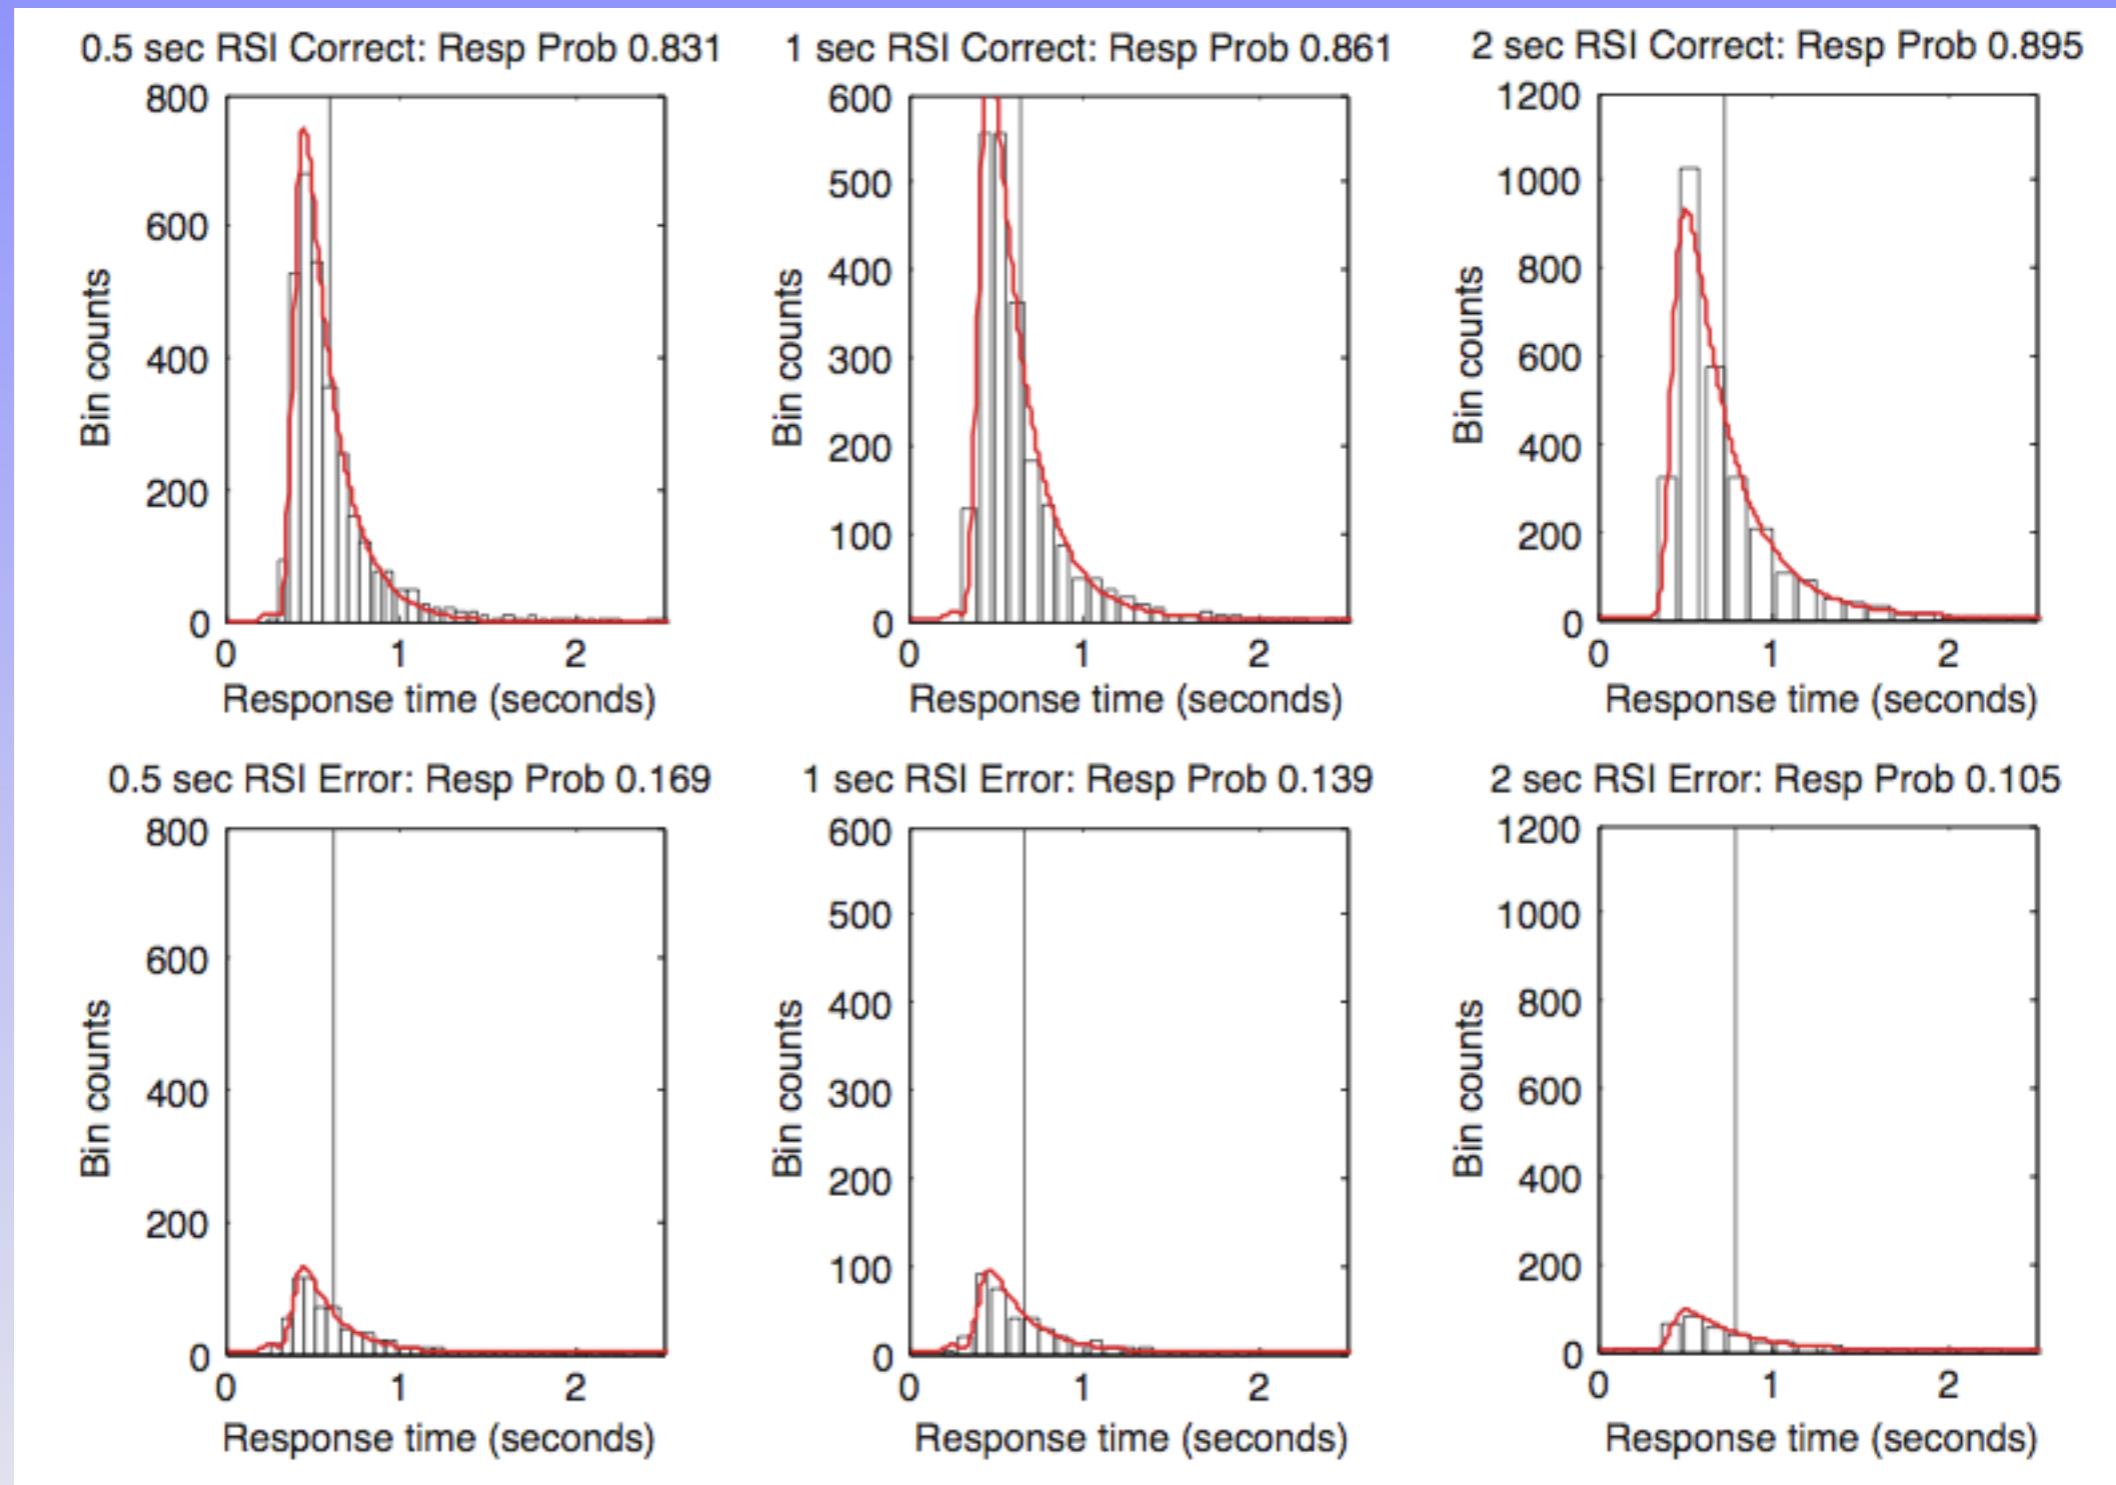 0.5 sec RSI Correct: Resp Prob 0.831
800
600
400
200
0
Bin counts
0 1 2
Response time (seconds)
1 sec RSI Correct: Resp Prob 0.861
600
500
400
300
200
100
0
Bin counts
0 1 2
Response time (seconds)
2 sec RSI Correct: Resp Prob 0.895
1200
1000
800
600
400
200
0
Bin counts
0 1 2
Response time (seconds)
0.5 sec RSI Error: Resp Prob 0.169
800
600
400
200
0
Bin counts
0 1 2
Response time (seconds)
1 sec RSI Error: Resp Prob 0.139
600
500
400
300
200
100
0
Bin counts
0 1 2
Response time (seconds)
2 sec RSI Error: Resp Prob 0.105
1200
1000
800
600
400
200
0
Bin counts
0 1 2
Response time (seconds)